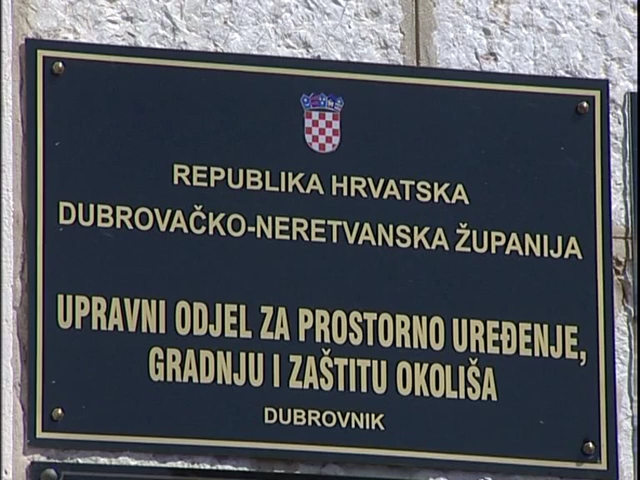 REPUBLIKA HRVATSKA
DUBROVAČKO-NERETVANSKA ŽUPANIJA
UPRAVNI ODJEL ZA PROSTORNO UREĐENJE,
GRADNJU I ZAŠTITU OKOLIŠA
DUBROVNIK